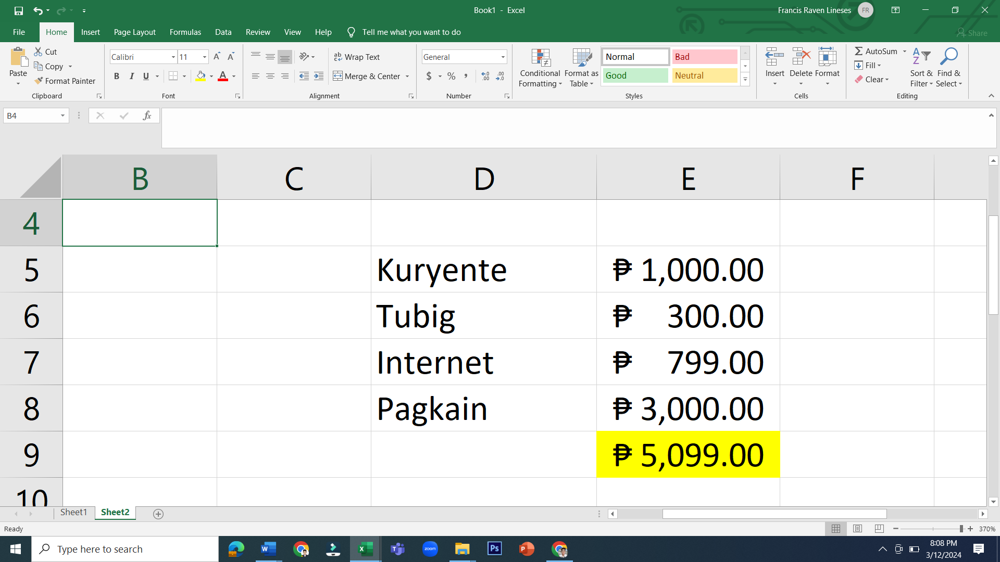 Book1 - Excel
Francis Raven Lineses FR
File Home Insert Page Layout Formulas Data Review View Help Tell me what you want to do Share
Paste
Cut
Copy
Format Painter
Clipboard
Calibri 11
B I U A
Font
ab Wrap Text
Merge & Center
Alignment
General
$ % ,
Number
Conditional Formatting
Format as Table
Normal Bad
Good Neutral
Styles
Insert Delete Format
Cells
AutoSum
Fill
Clear
Sort & Filter
Find & Select
Editing
B4 fx
B C D E F
4
5 Kuryente ₱ 1,000.00
6 Tubig ₱ 300.00
7 Internet ₱ 799.00
8 Pagkain ₱ 3,000.00
9 ₱ 5,099.00
10
Sheet1 Sheet2
Ready 370%
Type here to search
zoom Ps
8:08 PM
3/12/2024